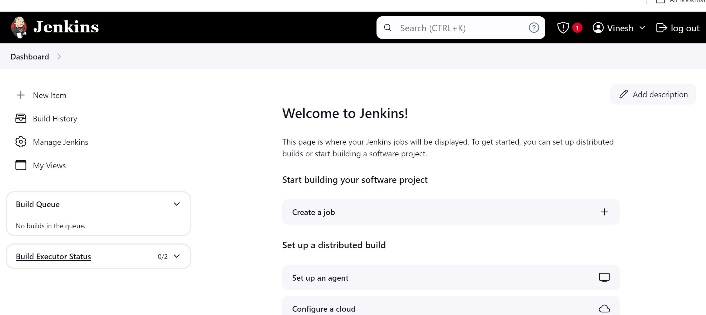 Jenkins
Search (CTRL+K)
?
1
Vinesh
log out
Dashboard
New Item
Build History
Manage Jenkins
My Views
Build Queue
No builds in the queue.
Build Executor Status
0/2
Add description
Welcome to Jenkins!
This page is where your Jenkins jobs will be displayed. To get started, you can set up distributed
builds or start building a software project.
Start building your software project
Create a job
Set up a distributed build
Set up an agent
Configure a cloud